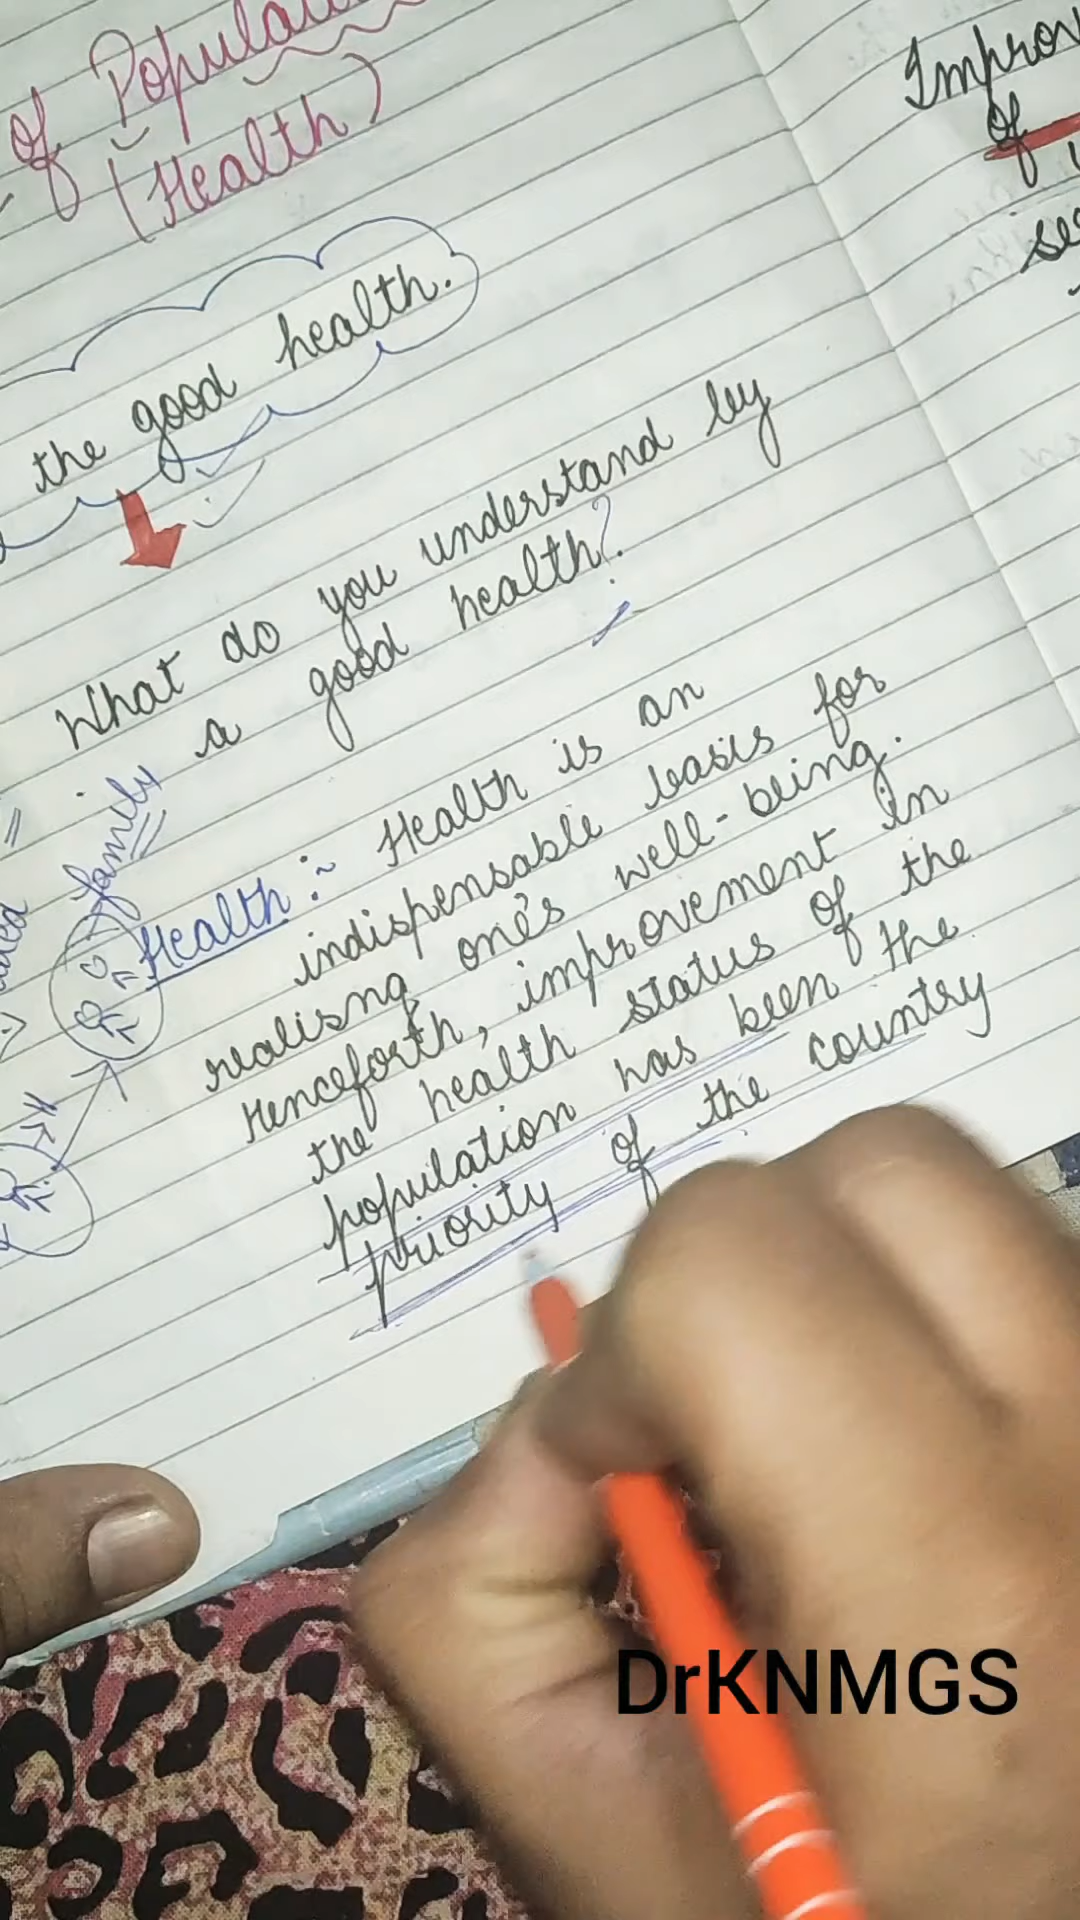 of Populati
(Health)
the good health.
What do you understand by
a good health?
family
Health :~ Health is an
indispensable basis for
realisng one's well-being.
Henceforth, improvement in
the health status of the
population has been the
priority of the country
Improv
of
DrKNMGS